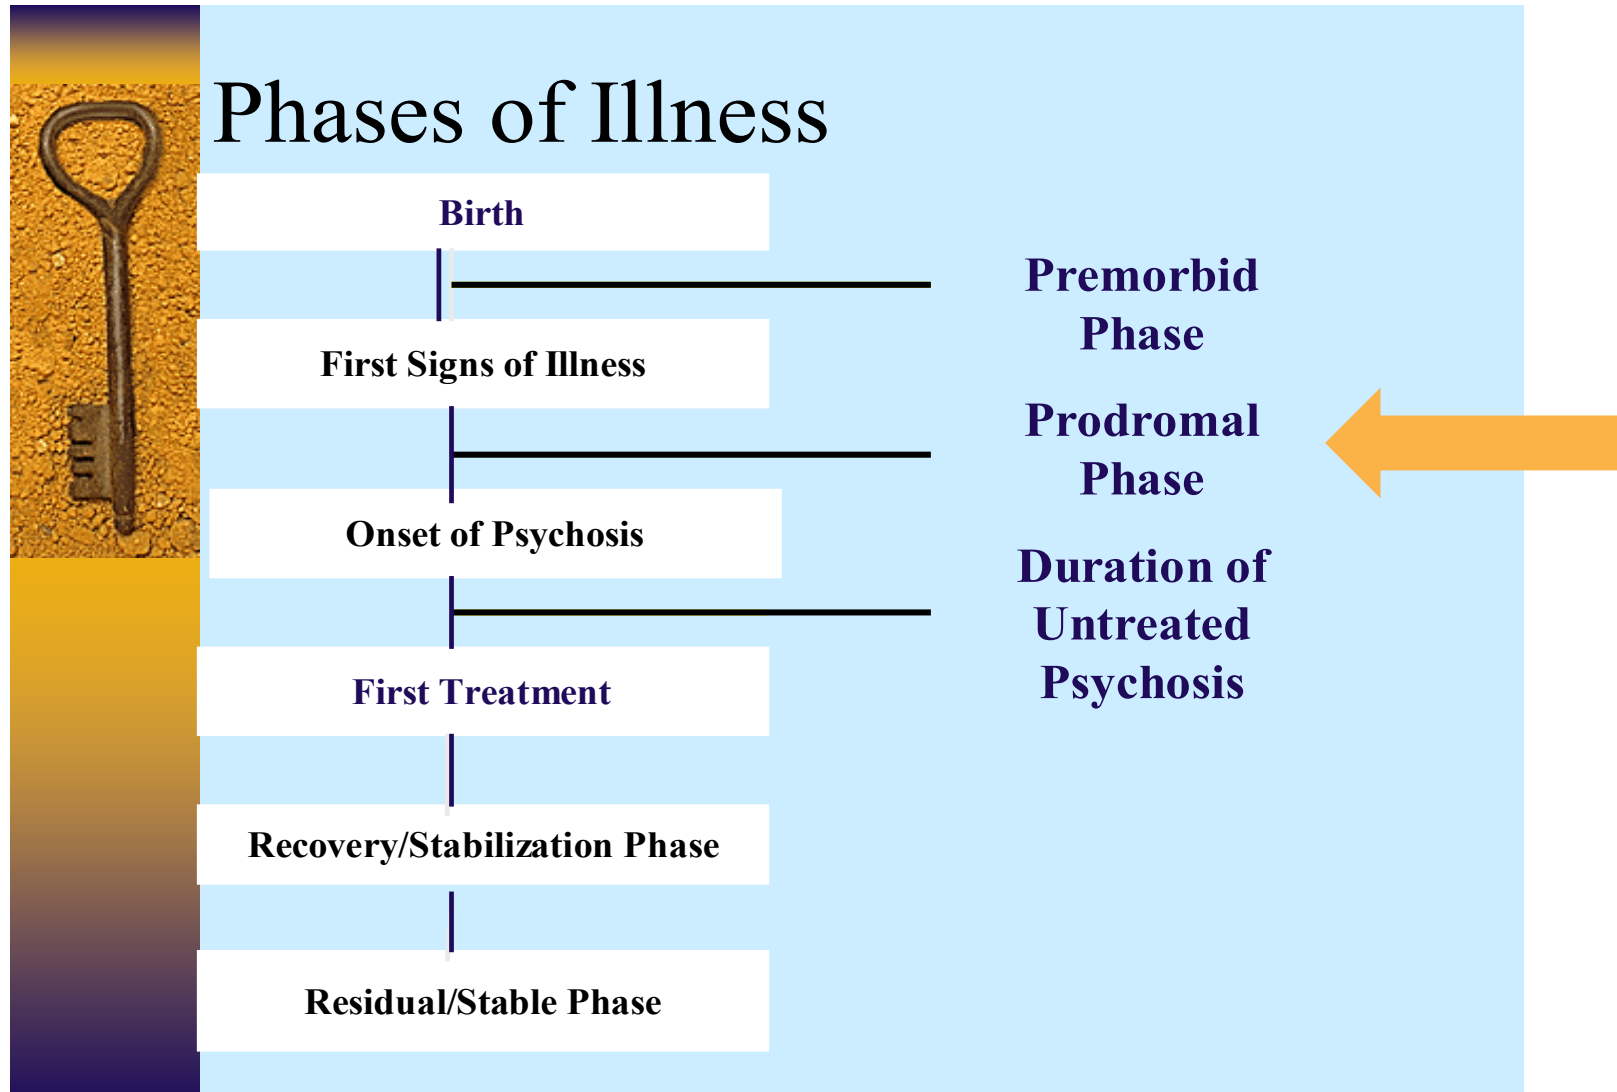 Phases of Illness
Birth
Premorbid
Phase
First Signs of Illness
Prodromal
Phase
Onset of Psychosis
Duration of
Untreated
Psychosis
First Treatment
Recovery/Stabilization Phase
Residual/Stable Phase